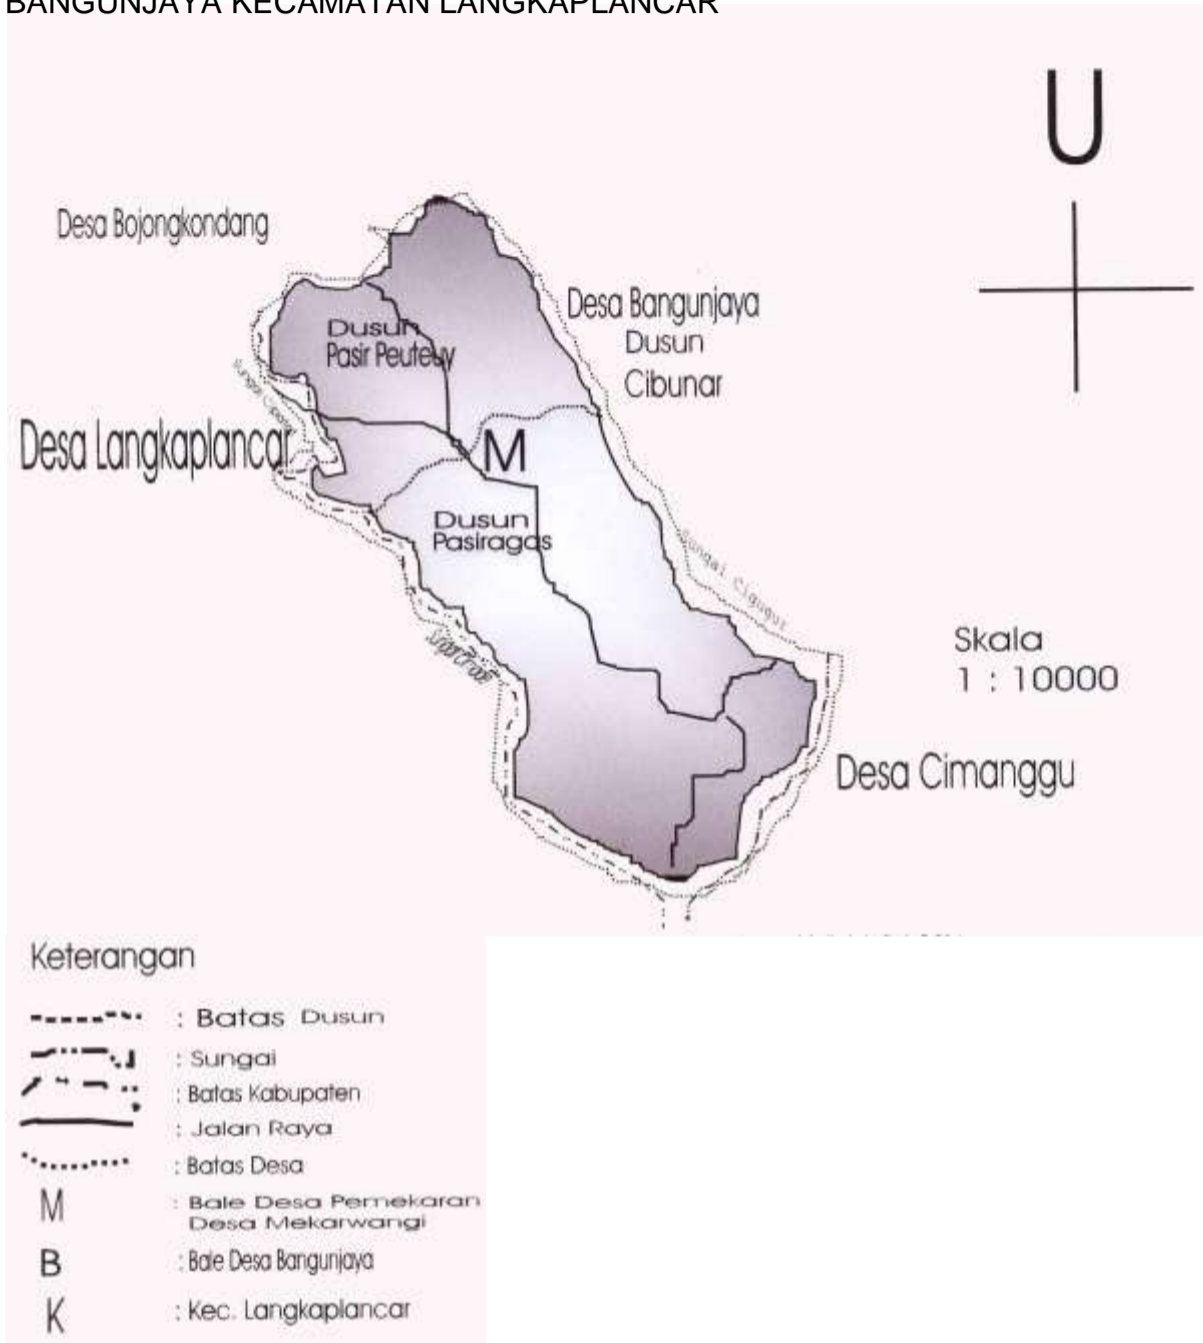 BANGUNJAYA KECAMATAN LANGKAPLANCAR
U
Desa Bojongkondang
Desa Bangunjaya
Dusun
Cibunar
Dusun
Pasir Peuteuy
Sungai
Desa Langkaplancar
M
Dusun
Pasiragas
Sungai Cigugur
Skala
1 : 10000
Desa Cimanggu
Keterangan
: Batas Dusun
: Sungai
: Batas Kabupaten
: Jalan Raya
: Batas Desa
M : Bale Desa Pemekaran
Desa Mekarwangi
B : Bale Desa Bangunjaya
K : Kec. Langkaplancar